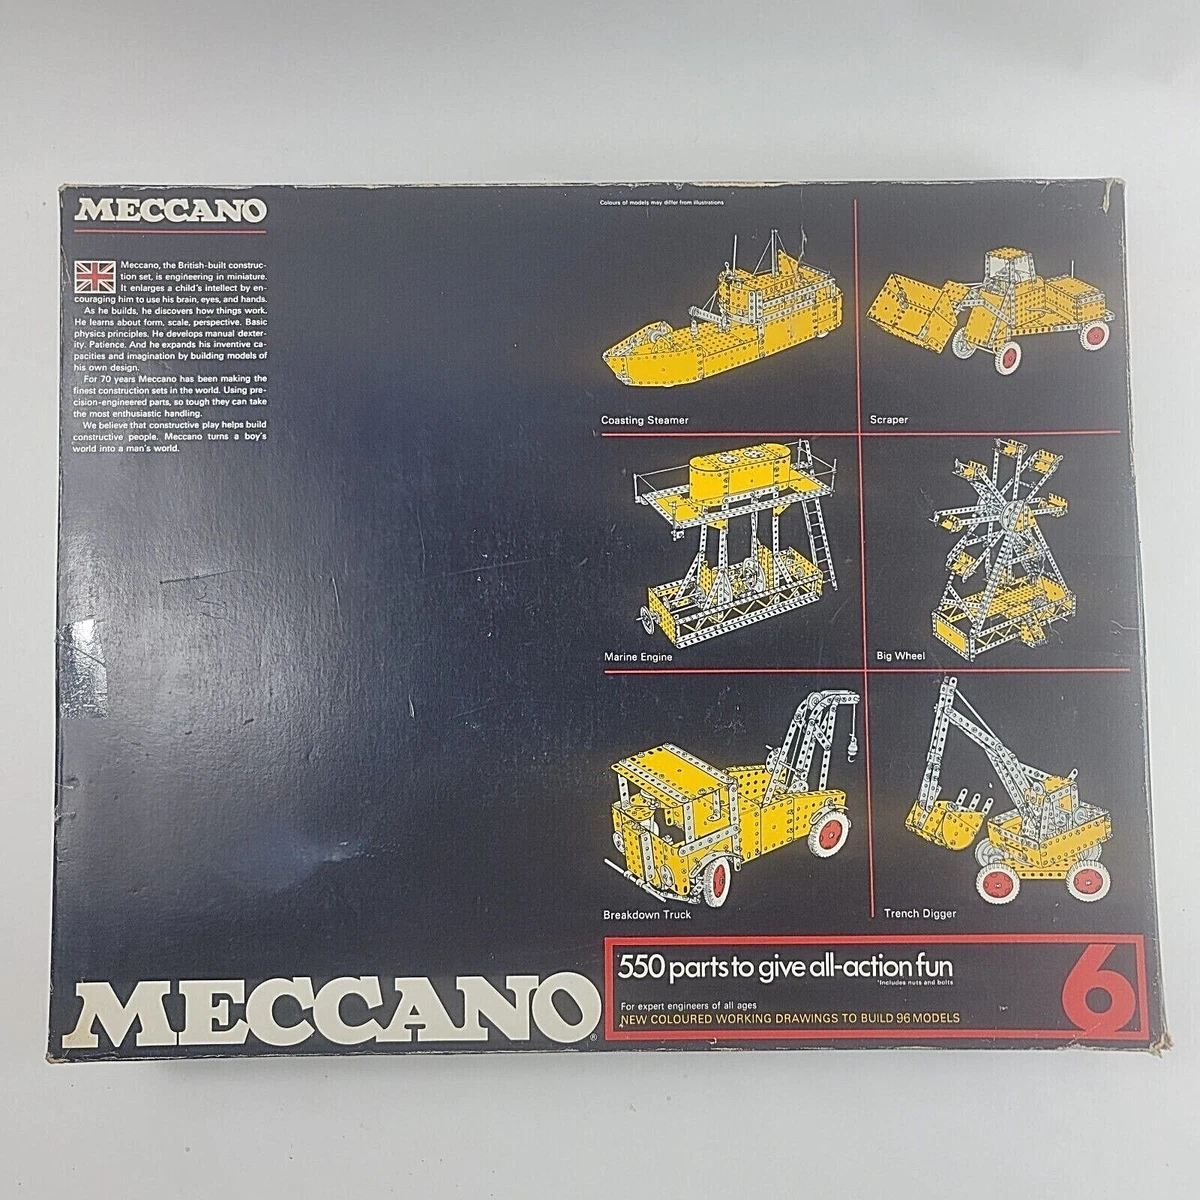 MECCANO
Meccano, the British-built construc-
tion set, is engineering in miniature.
It enlarges a child's intellect by en-
couraging him to use his brain, eyes, and hands.
As he builds, he discovers how things work.
He learns about form, scale, perspective. Basic
physics principles. He develops manual dexter-
ity. Patience. And he expands his inventive ca-
pacities and imagination by building models of
his own design.
For 70 years Meccano has been making the
finest construction sets in the world. Using pre-
cision-engineered parts, so tough they can take
the most enthusiastic handling.
We believe that constructive play helps build
constructive people. Meccano turns a boy's
world into a man's world.
Colours of models may differ from illustrations
Coasting Steamer
Scraper
Marine Engine
Big Wheel
Breakdown Truck
Trench Digger
MECCANO®
550 parts to give all-action fun
*Includes nuts and bolts
For expert engineers of all ages
NEW COLOURED WORKING DRAWINGS TO BUILD 96 MODELS
6